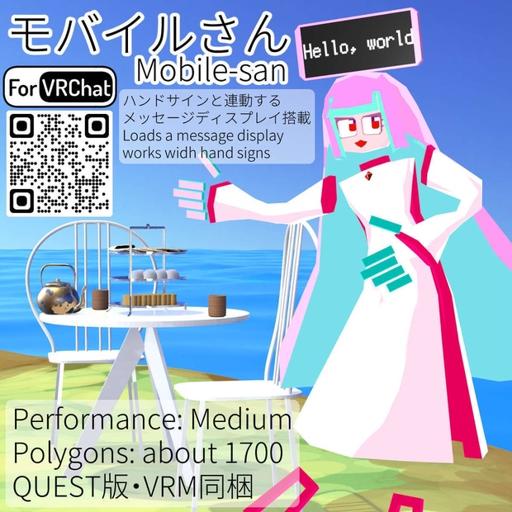 モバイルさん
Mobile-san
Hello, world
For VRChat
ハンドサインと連動する
メッセージディスプレイ搭載
Loads a message display
works widh hand signs
Performance: Medium
Polygons: about 1700
QUEST版・VRM同梱